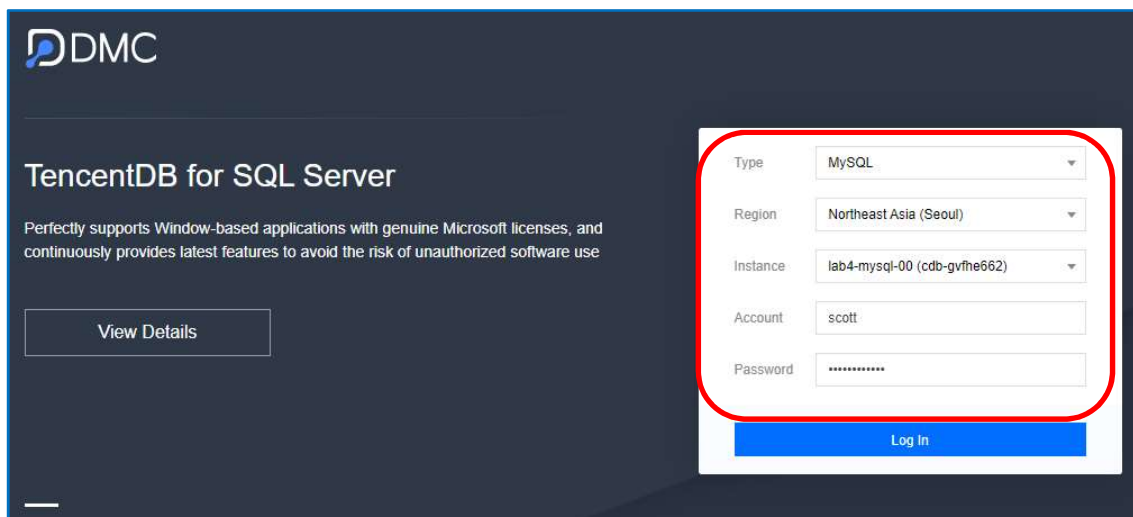 DMC
TencentDB for SQL Server
Perfectly supports Window-based applications with genuine Microsoft licenses, and
continuously provides latest features to avoid the risk of unauthorized software use
View Details
Type MySQL
Region Northeast Asia (Seoul)
Instance lab4-mysql-00 (cdb-gvfhe662)
Account scott
Password ••••••••••••
Log In